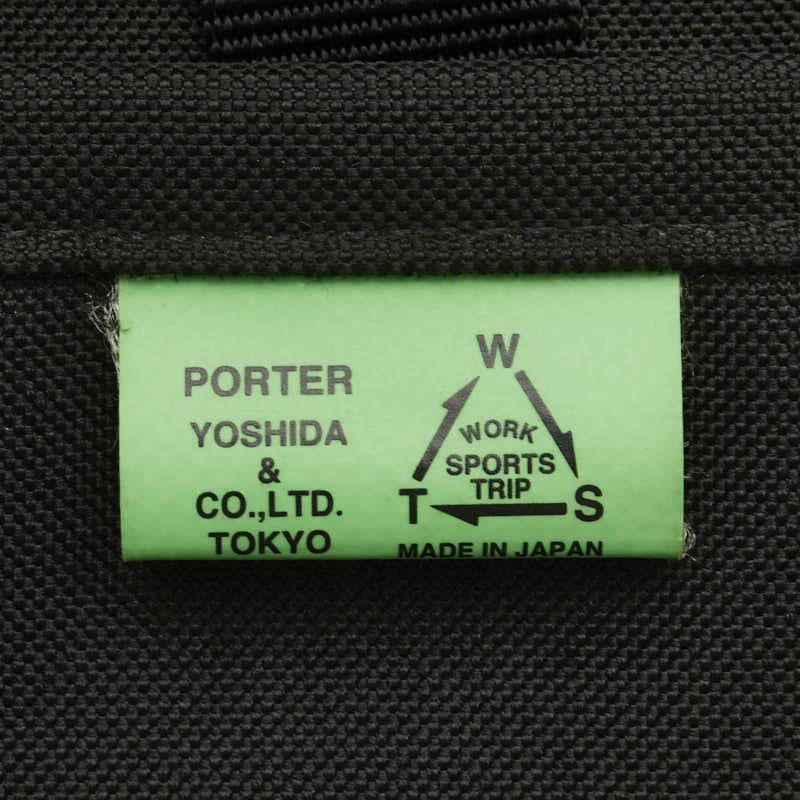 PORTER
YOSHIDA
&
CO.,LTD.
TOKYO
W
WORK
SPORTS
TRIP
T S
MADE IN JAPAN